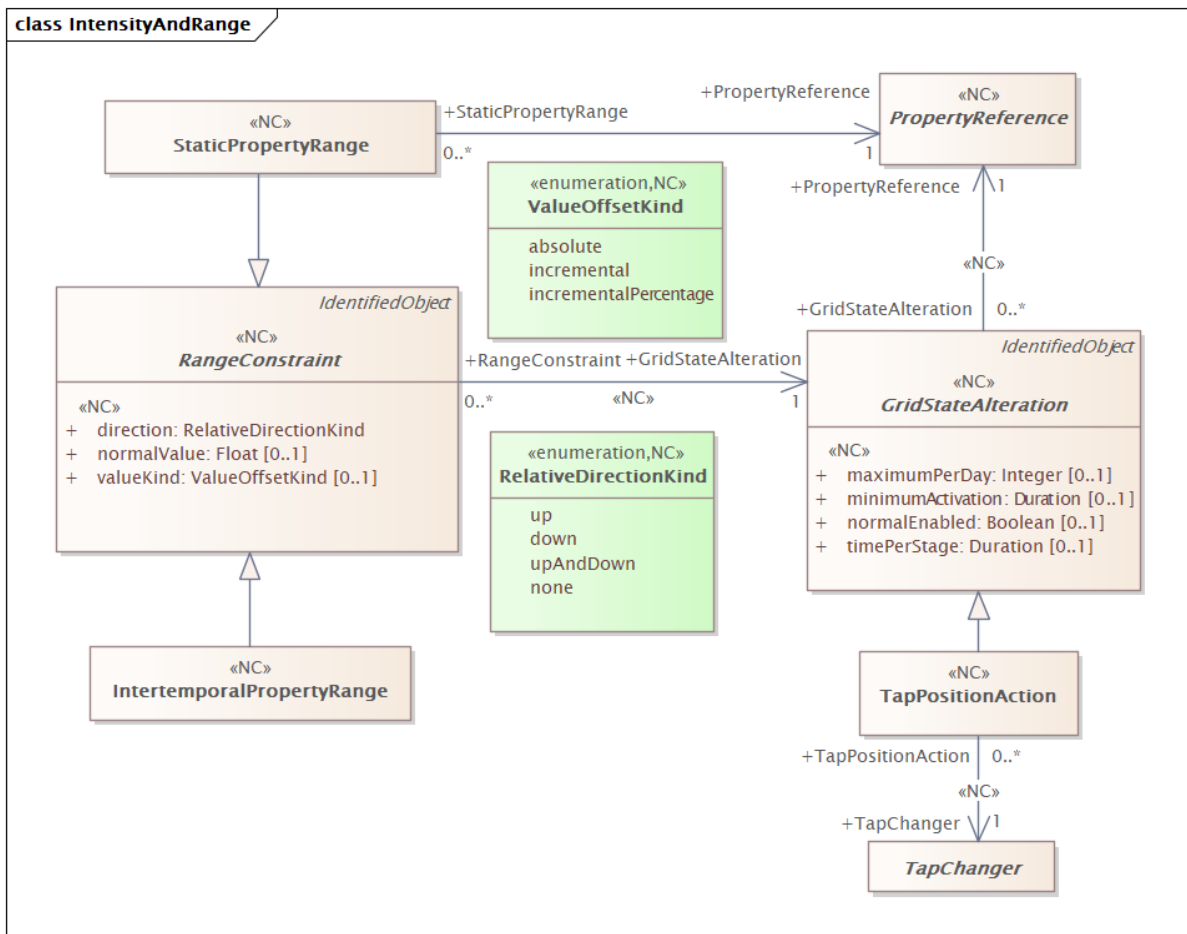 class IntensityAndRange
«NC»
StaticPropertyRange
+StaticPropertyRange
0..*
+PropertyReference
1
«NC»
PropertyReference
+PropertyReference
1
«NC»
+GridStateAlteration
0..*
«enumeration,NC»
ValueOffsetKind
absolute
incremental
incrementalPercentage
IdentifiedObject
«NC»
RangeConstraint
«NC»
+ direction: RelativeDirectionKind
+ normalValue: Float [0..1]
+ valueKind: ValueOffsetKind [0..1]
+RangeConstraint
+GridStateAlteration
0..*
«NC»
1
IdentifiedObject
«NC»
GridStateAlteration
«NC»
+ maximumPerDay: Integer [0..1]
+ minimumActivation: Duration [0..1]
+ normalEnabled: Boolean [0..1]
+ timePerStage: Duration [0..1]
«enumeration,NC»
RelativeDirectionKind
up
down
upAndDown
none
«NC»
IntertemporalPropertyRange
«NC»
TapPositionAction
+TapPositionAction
0..*
«NC»
+TapChanger
1
TapChanger